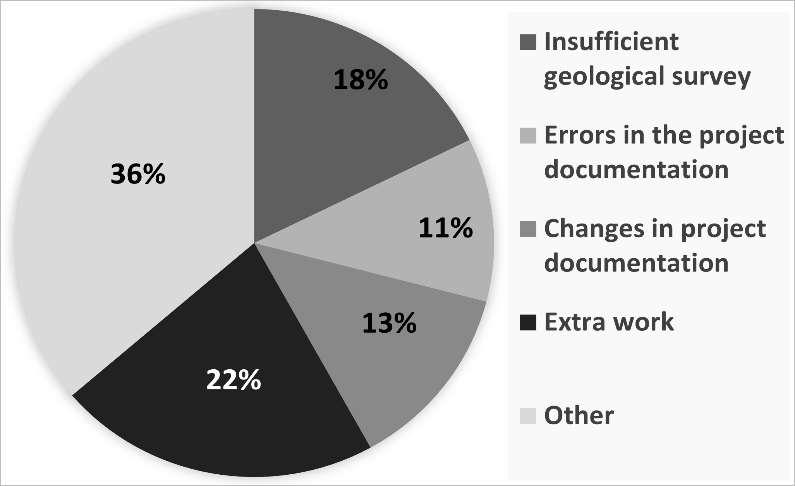 18%
11%
13%
22%
36%
Insufficient
geological survey
Errors in the project
documentation
Changes in project
documentation
Extra work
Other